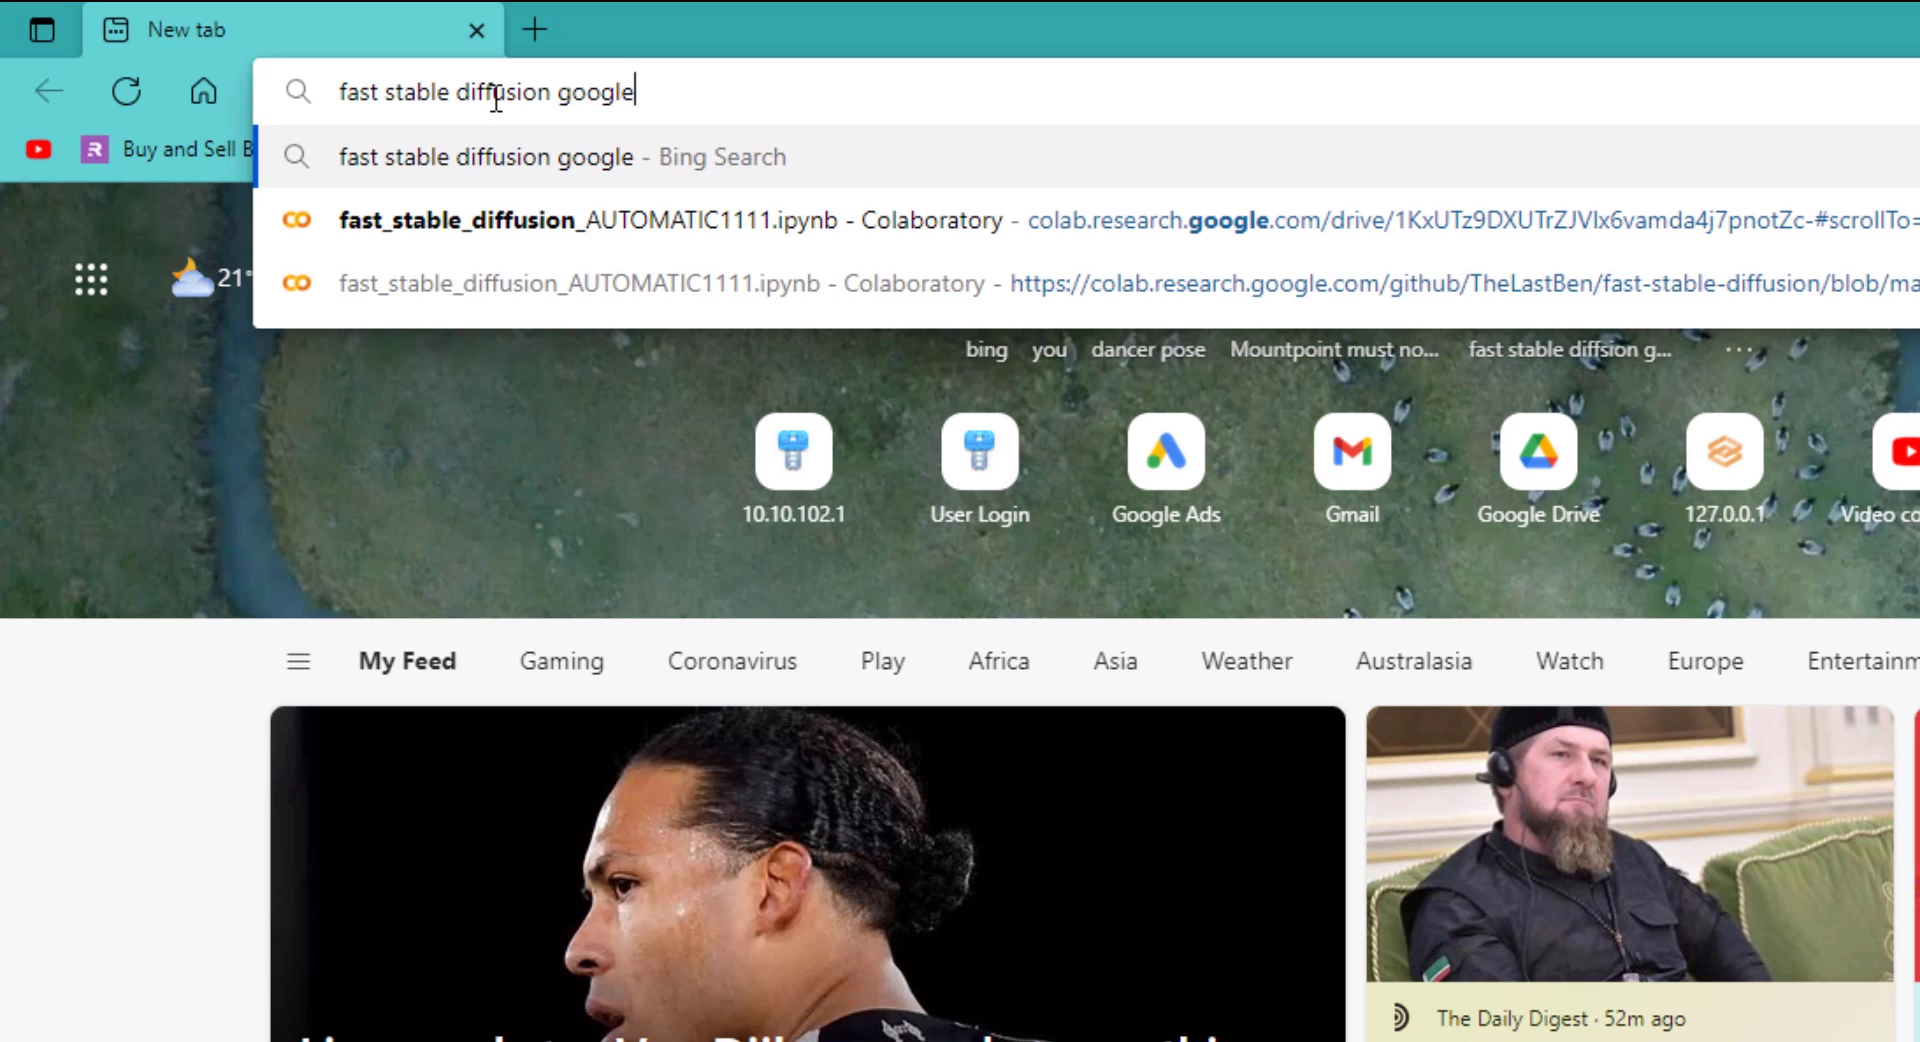 New tab
fast stable diffusion google
fast stable diffusion google - Bing Search
Buy and Sell B
fast_stable_diffusion_AUTOMATIC1111.ipynb - Colaboratory - colab.research.google.com/drive/1KxUTz9DXUTrZJVlx6vamda4j7pnotZc-#scrollTo=
fast_stable_diffusion_AUTOMATIC1111.ipynb - Colaboratory - https://colab.research.google.com/github/TheLastBen/fast-stable-diffusion/blob/ma
21°
bing you dancer pose Mountpoint must no... fast stable diffsion g... ...
10.10.102.1 User Login Google Ads Gmail Google Drive 127.0.0.1 Video co
My Feed Gaming Coronavirus Play Africa Asia Weather Australasia Watch Europe Entertainm
The Daily Digest · 52m ago